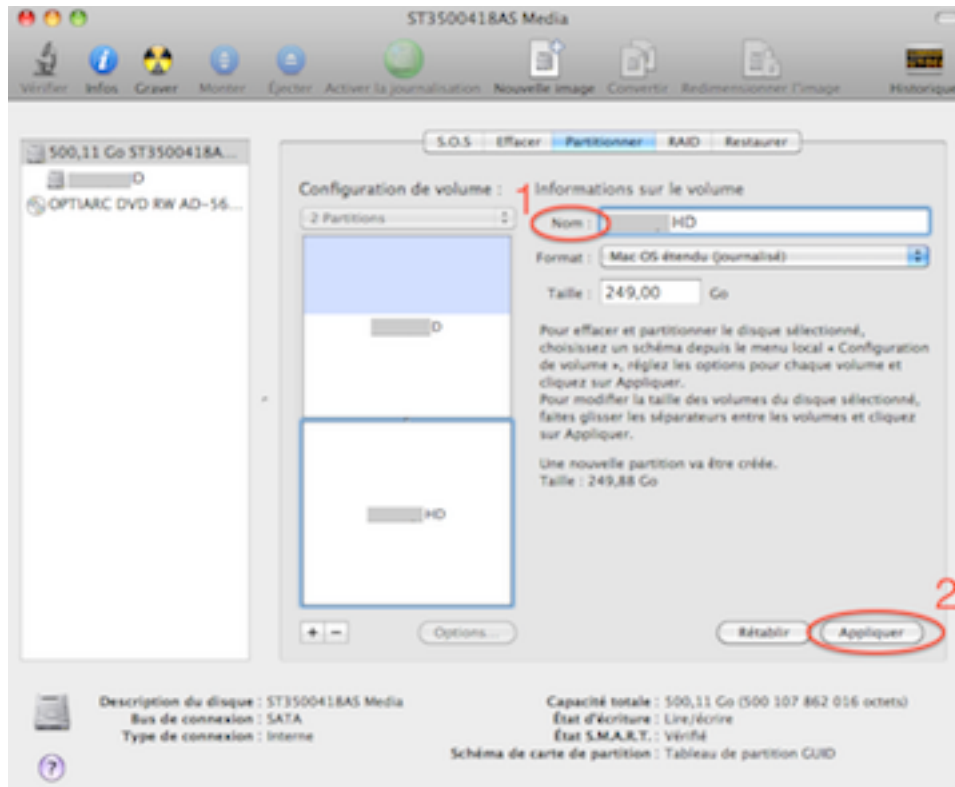 ST3500418AS Media
Vérifier Infos Graver Monter Éjecter Activer la journalisation Nouvelle image Convertir Redimensionner l'image Historique
500,11 Go ST3500418A...
O
OPTIARC DVD RW AD-56...
S.O.S Effacer Partitionner RAID Restaurer
Configuration de volume :
2 Partitions
D
HD
+ -
Options...
1
Informations sur le volume
Nom : HD
Format : Mac OS étendu (journalisé)
Taille : 249,00 Go
Pour effacer et partitionner le disque sélectionné,
choisissez un schéma depuis le menu local « Configuration
de volume », réglez les options pour chaque volume et
cliquez sur Appliquer.
Pour modifier la taille des volumes du disque sélectionné,
faites glisser les séparateurs entre les volumes et cliquez
sur Appliquer.
Une nouvelle partition va être créée.
Taille : 249,88 Go
2
Rétablir Appliquer
Description du disque : ST3500418AS Media
Bus de connexion : SATA
Type de connexion : Interne
Capacité totale : 500,11 Go (500 107 862 016 octets)
État d'écriture : Lire/écrire
État S.M.A.R.T. : Vérifié
Schéma de carte de partition : Tableau de partition GUID
?